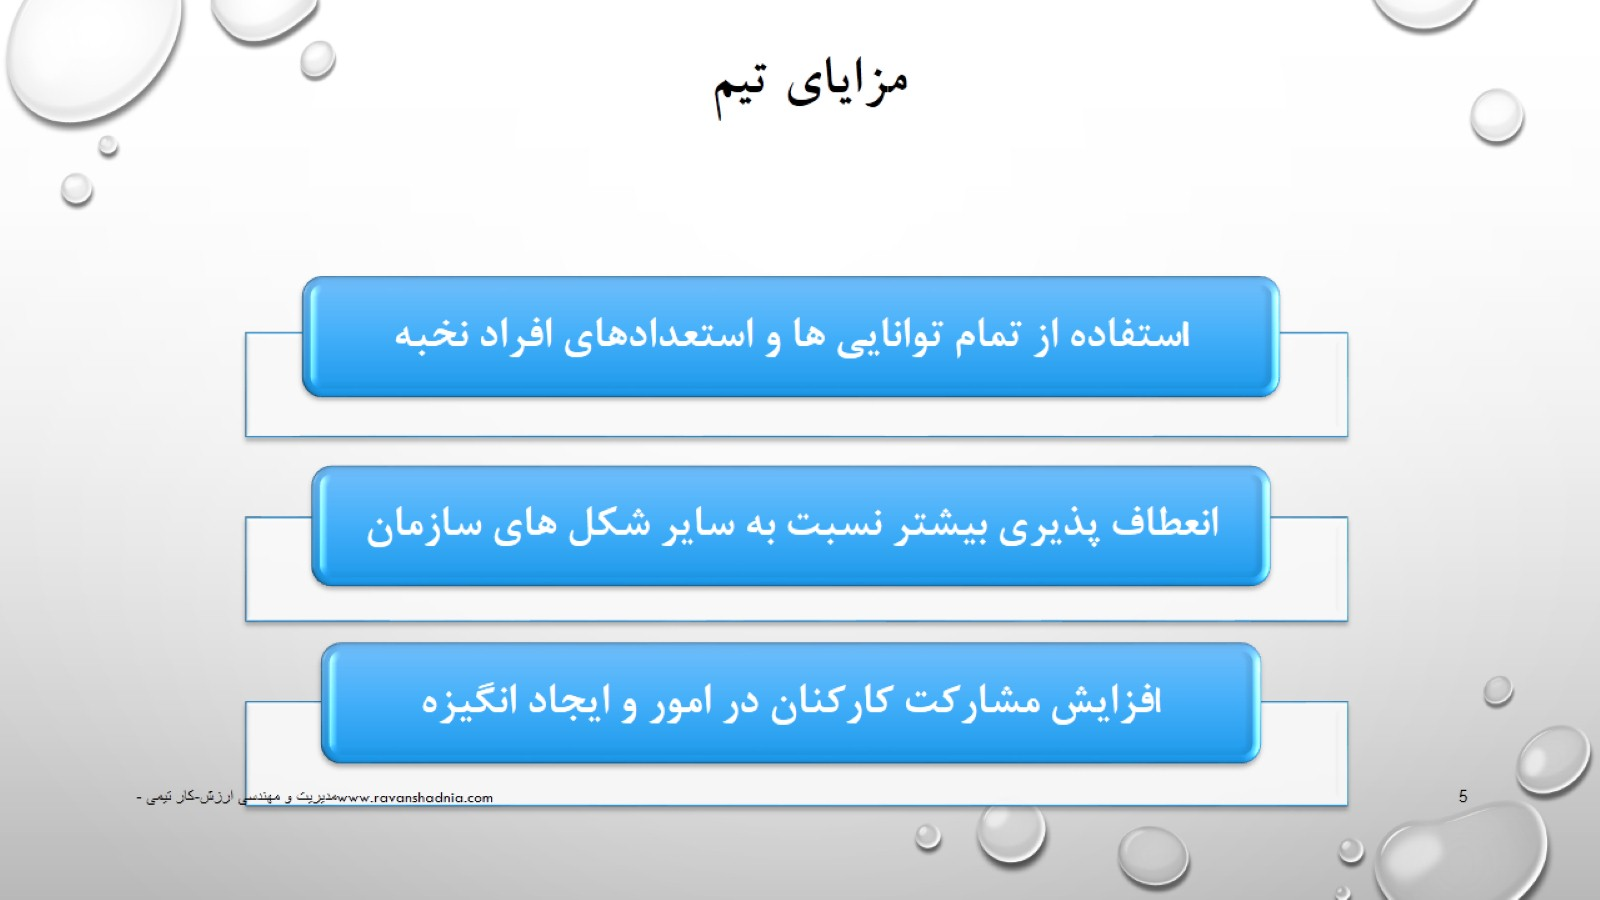 مزایای تیم
استفاده از تمام توانایی ها و استعدادهای افراد نخبه
انعطاف پذیری بیشتر نسبت به سایر شکل های سازمان
افزایش مشارکت کارکنان در امور و ایجاد انگیزه
مدیریت و مهندسی ارزش-کار تیمی - www.ravanshadnia.com
5